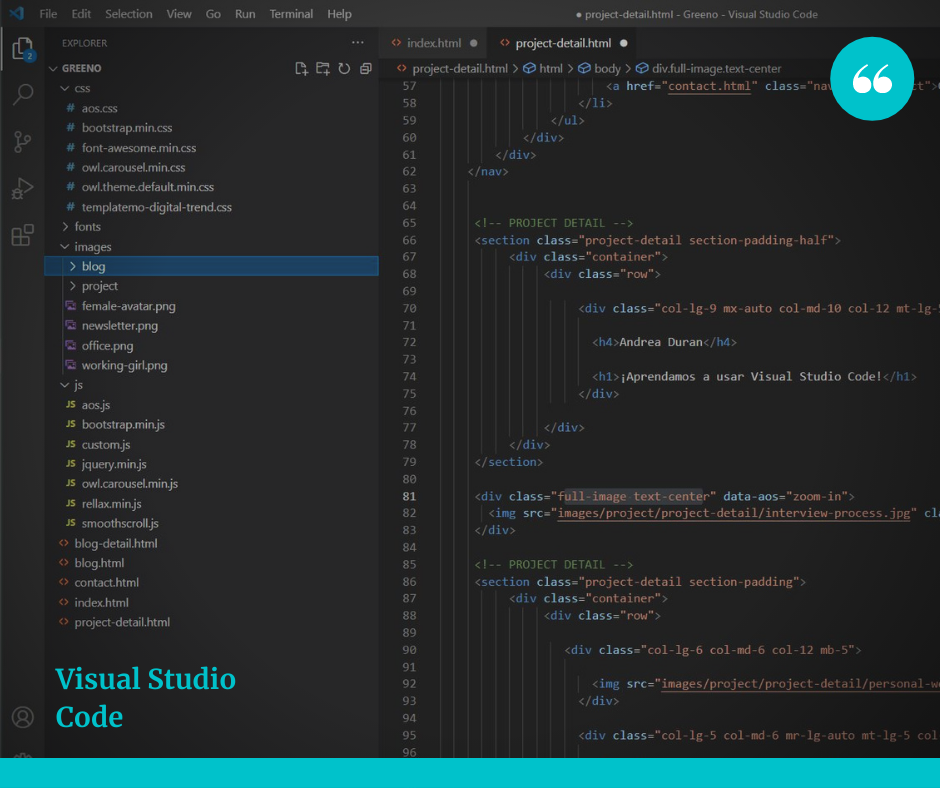 File Edit Selection View Go Run Terminal Help
● project-detail.html - Greeno - Visual Studio Code
EXPLORER ···
2
GREENO
css
# aos.css
# bootstrap.min.css
# font-awesome.min.css
# owl.carousel.min.css
# owl.theme.default.min.css
# templatemo-digital-trend.css
fonts
images
blog
project
female-avatar.png
newsletter.png
office.png
working-girl.png
js
JS aos.js
JS bootstrap.min.js
JS custom.js
JS jquery.min.js
JS owl.carousel.min.js
JS rellax.min.js
JS smoothscroll.js
<> blog-detail.html
<> blog.html
<> contact.html
<> index.html
<> project-detail.html
<> index.html ● <> project-detail.html ●
<> project-detail.html > html > body > div.full-image.text-center
57 <a href="contact.html" class="nav
58 </li>
59 </ul>
60 </div>
61 </div>
62 </nav>
63
64
65 <!-- PROJECT DETAIL -->
66 <section class="project-detail section-padding-half">
67 <div class="container">
68 <div class="row">
69
70 <div class="col-lg-9 mx-auto col-md-10 col-12 mt-lg-5
71
72 <h4>Andrea Duran</h4>
73
74 <h1>¡Aprendamos a usar Visual Studio Code!</h1>
75 </div>
76
77 </div>
78 </div>
79 </section>
80
81 <div class="full-image text-center" data-aos="zoom-in">
82 <img src="images/project/project-detail/interview-process.jpg" cla
83 </div>
84
85 <!-- PROJECT DETAIL -->
86 <section class="project-detail section-padding">
87 <div class="container">
88 <div class="row">
89
90 <div class="col-lg-6 col-md-6 col-12 mb-5">
91
92 <img src="images/project/project-detail/personal-w
93 </div>
94
95 <div class="col-lg-5 col-md-6 mr-lg-auto mt-lg-5 col
96
Visual Studio
Code